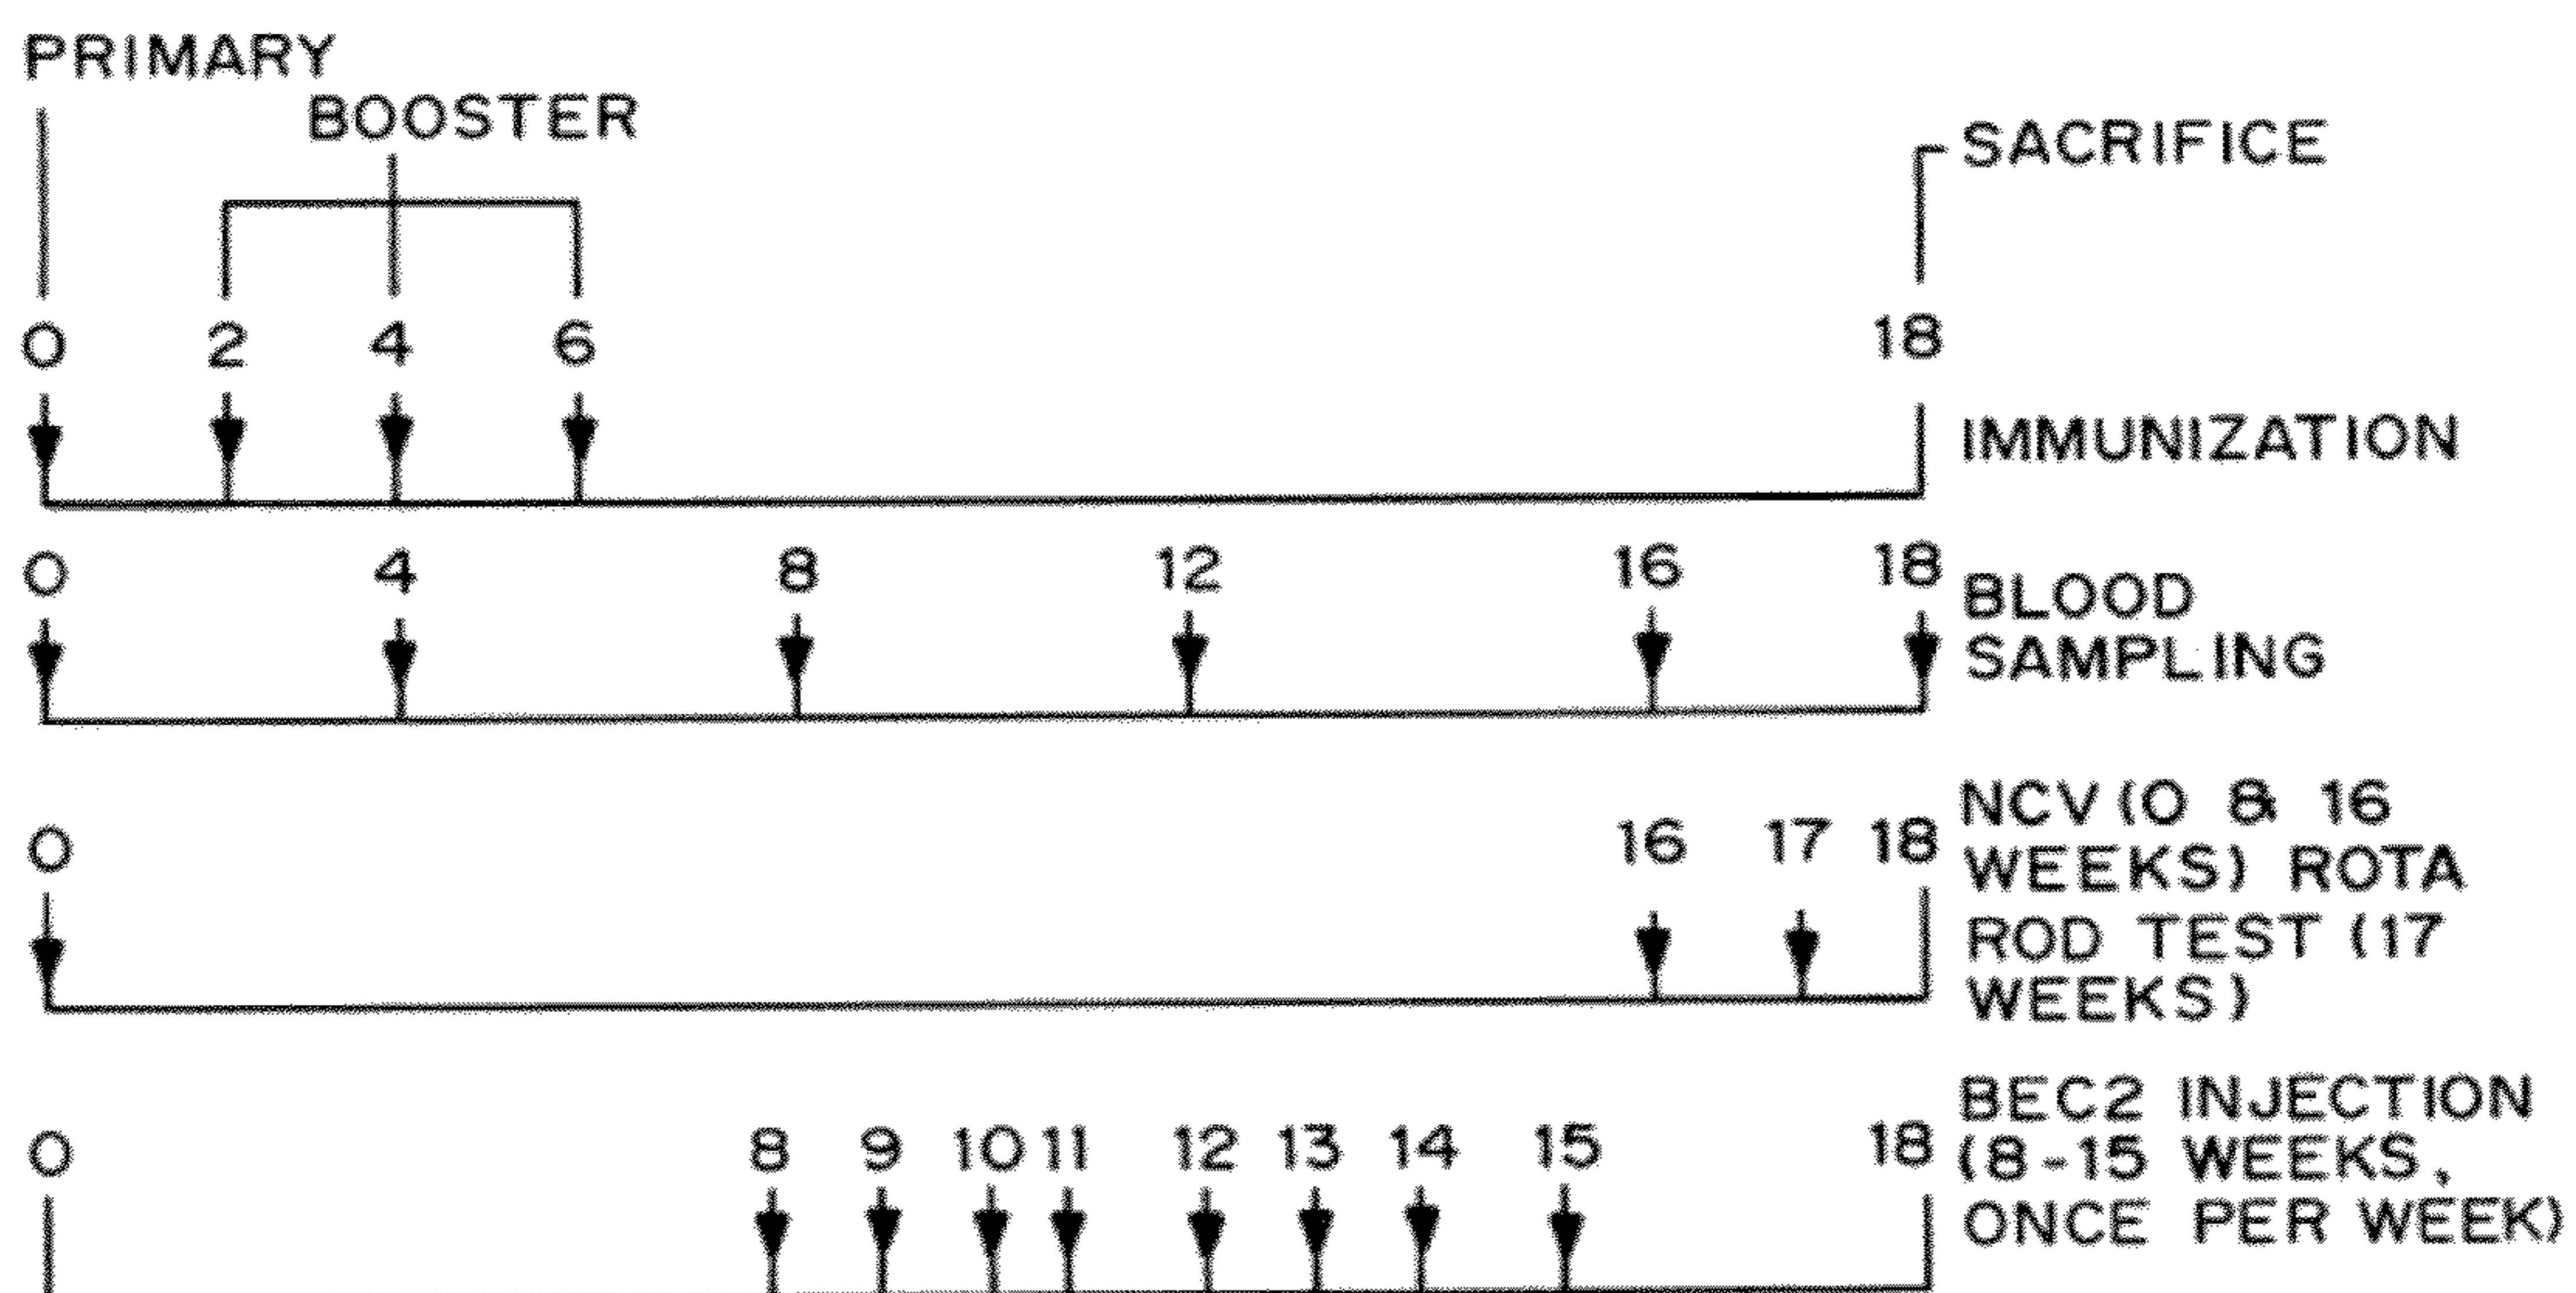 PRIMARY
BOOSTER
SACRIFICE
0 2 4 6 18
IMMUNIZATION
0 4 8 12 16 18
BLOOD
SAMPLING
0 16 17 18
NCV (0 & 16
WEEKS) ROTA
ROD TEST (17
WEEKS)
0 8 9 10 11 12 13 14 15 18
BEC2 INJECTION
(8-15 WEEKS,
ONCE PER WEEK)